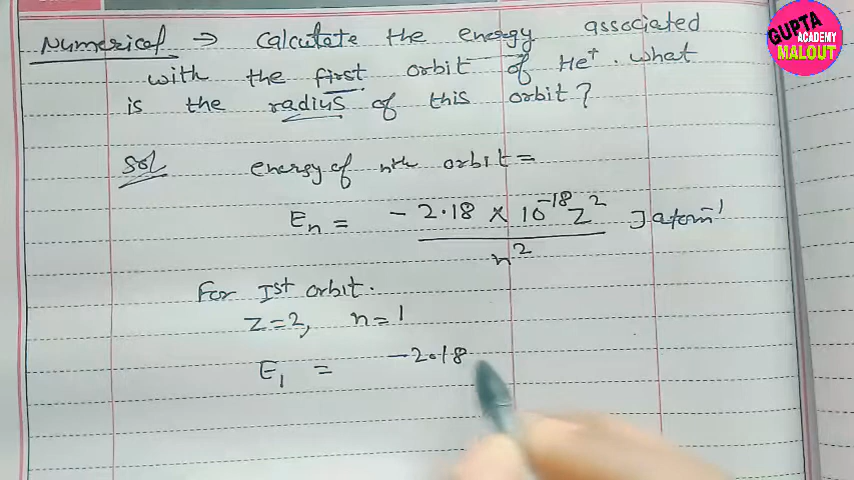 Numerical → Calculate the energy associated
with the first orbit of He⁺. what
is the radius of this orbit?
Sol energy of nth orbit =
Eₙ = - 2.18 × 10⁻¹⁸ Z² / n² J atom⁻¹
For Ist orbit.
Z=2, n=1
E₁ = -2.18
GUPTA
ACADEMY
MALOUT